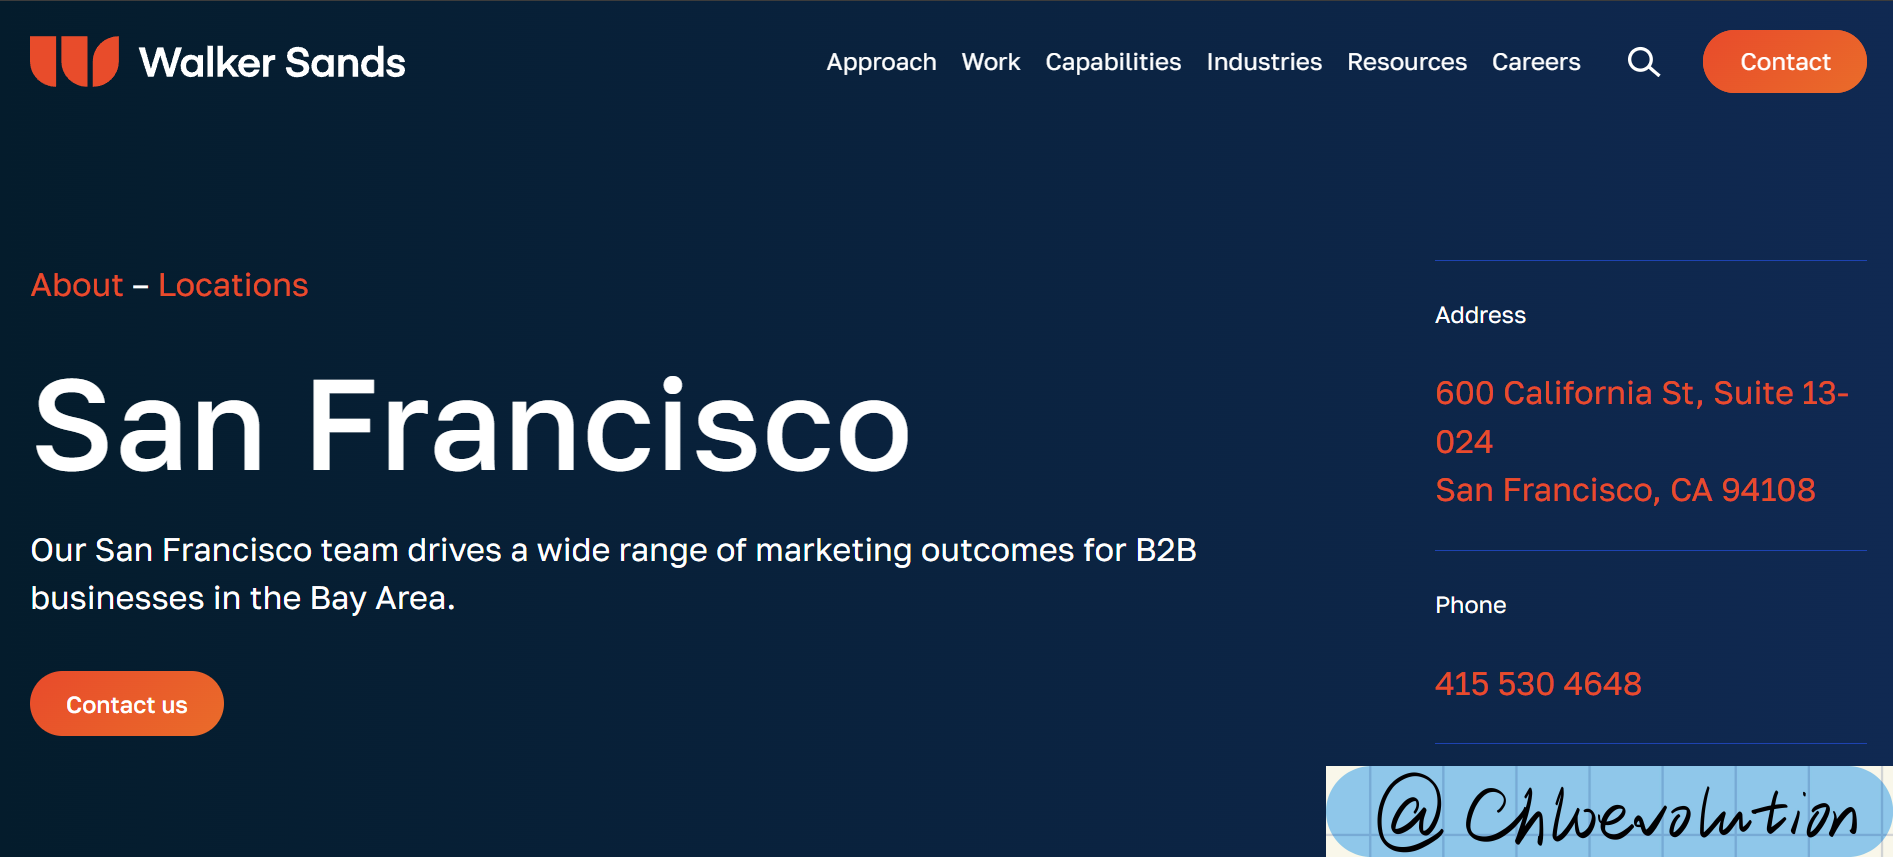 Walker Sands
Approach Work Capabilities Industries Resources Careers Contact
About – Locations
San Francisco
Our San Francisco team drives a wide range of marketing outcomes for B2B
businesses in the Bay Area.
Contact us
Address
600 California St, Suite 13-
024
San Francisco, CA 94108
Phone
415 530 4648
@Chloevolution